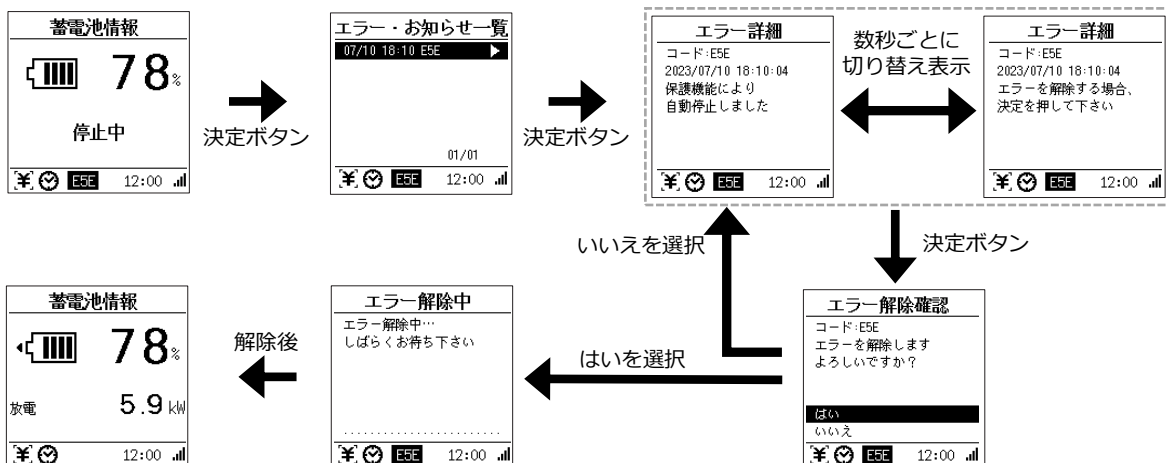 蓄電池情報
78%
停止中
¥ E5E 12:00
決定ボタン
エラー・お知らせ一覧
07/10 18:10 E5E
01/01
¥ E5E 12:00
決定ボタン
エラー詳細
コード:E5E
2023/07/10 18:10:04
保護機能により
自動停止しました
¥ E5E 12:00
数秒ごとに
切り替え表示
エラー詳細
コード:E5E
2023/07/10 18:10:04
エラーを解除する場合、
決定を押して下さい
¥ E5E 12:00
決定ボタン
エラー解除確認
コード:E5E
エラーを解除します
よろしいですか?
はい
いいえ
¥ E5E 12:00
いいえを選択
はいを選択
エラー解除中
エラー解除中…
しばらくお待ち下さい
¥ E5E 12:00
解除後
蓄電池情報
78%
放電 5.9 kW
¥ 12:00